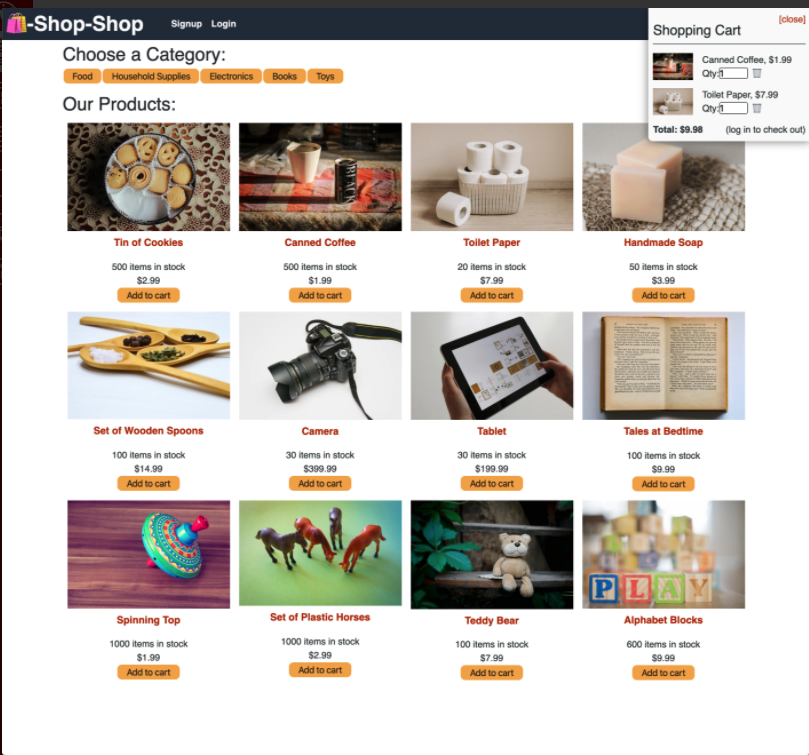 -Shop-Shop
Signup Login
[close]
Shopping Cart
Canned Coffee, $1.99
Qty:1
Toilet Paper, $7.99
Qty:1
Total: $9.98 (log in to check out)
Choose a Category:
Food Household Supplies Electronics Books Toys
Our Products:
BLACK
Tin of Cookies Canned Coffee Toilet Paper Handmade Soap
500 items in stock 500 items in stock 20 items in stock 50 items in stock
$2.99 $1.99 $7.99 $3.99
Add to cart Add to cart Add to cart Add to cart
Set of Wooden Spoons Camera Tablet Tales at Bedtime
100 items in stock 30 items in stock 30 items in stock 100 items in stock
$14.99 $399.99 $199.99 $9.99
Add to cart Add to cart Add to cart Add to cart
PLAY
Spinning Top Set of Plastic Horses Teddy Bear Alphabet Blocks
1000 items in stock 1000 items in stock 100 items in stock 600 items in stock
$1.99 $2.99 $7.99 $9.99
Add to cart Add to cart Add to cart Add to cart